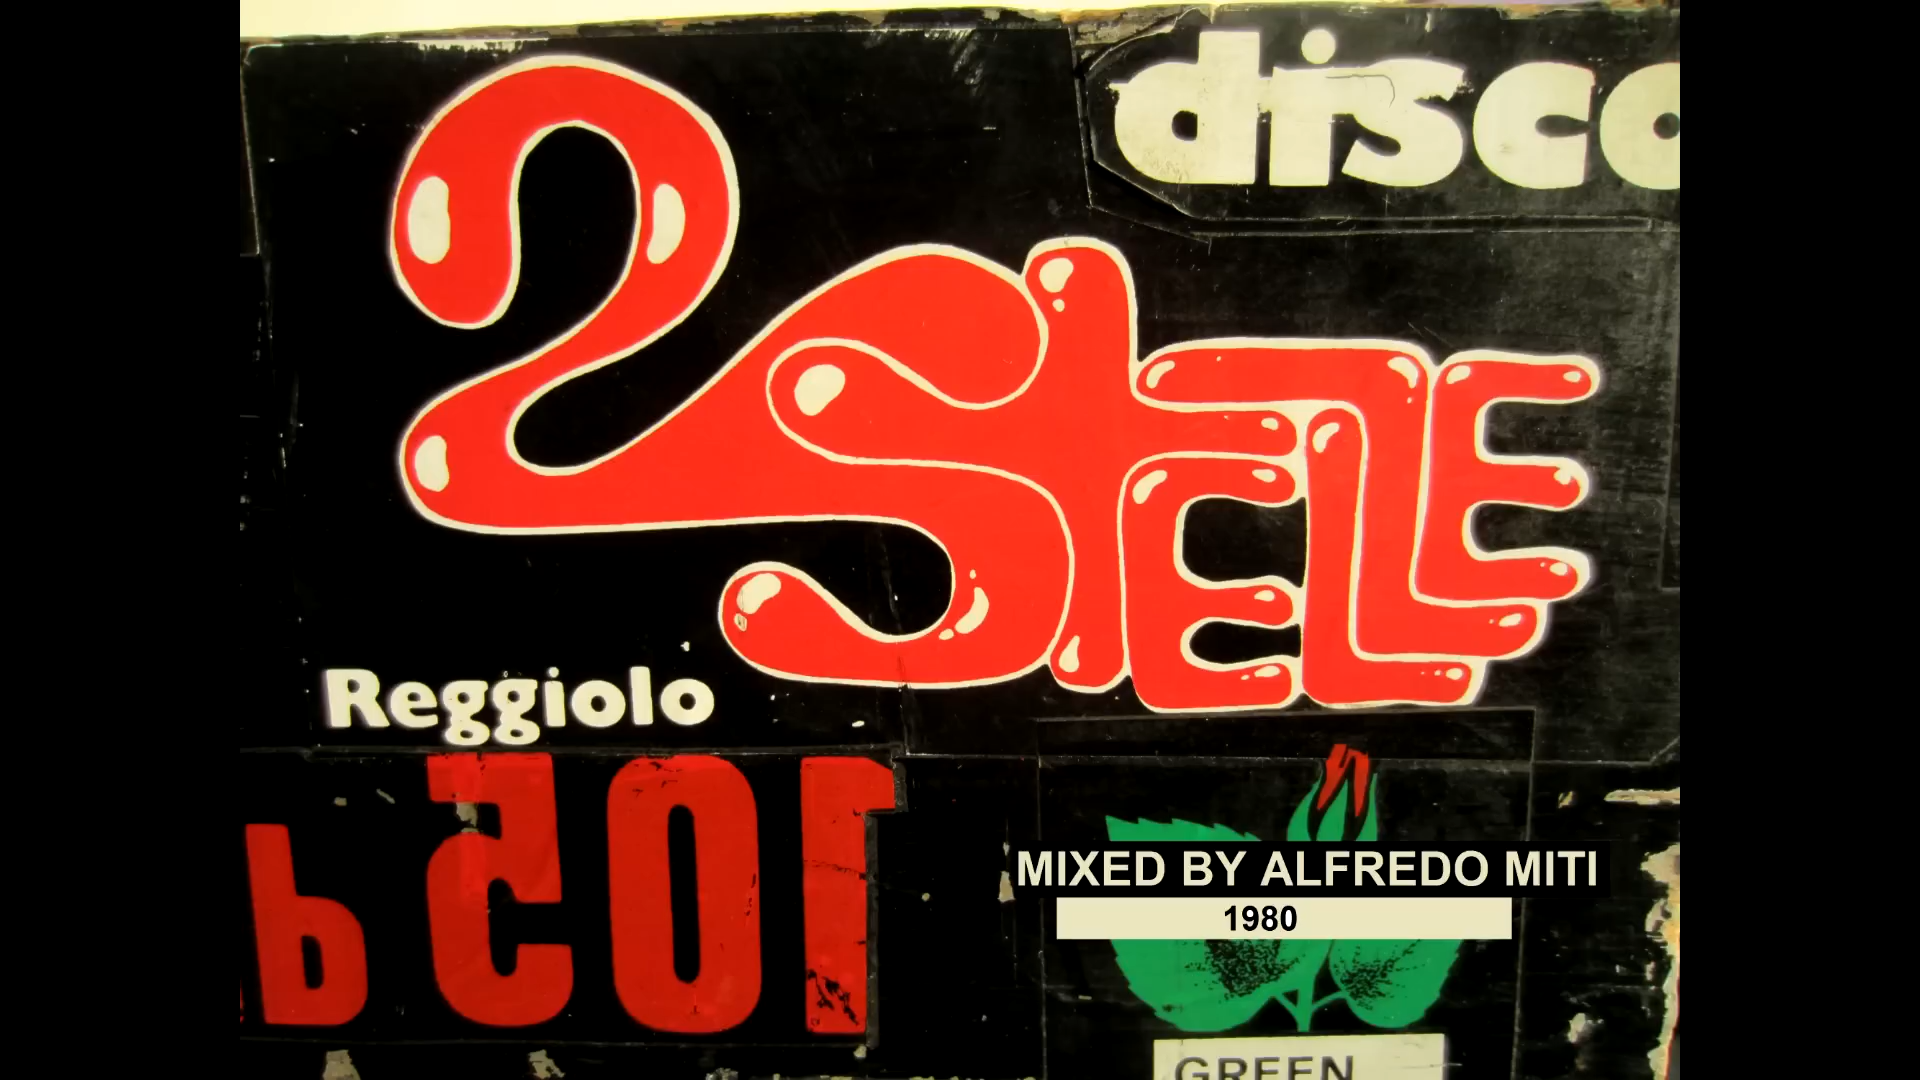 disco
2 StELLE
Reggiolo
MIXED BY ALFREDO MITI
1980
GREEN